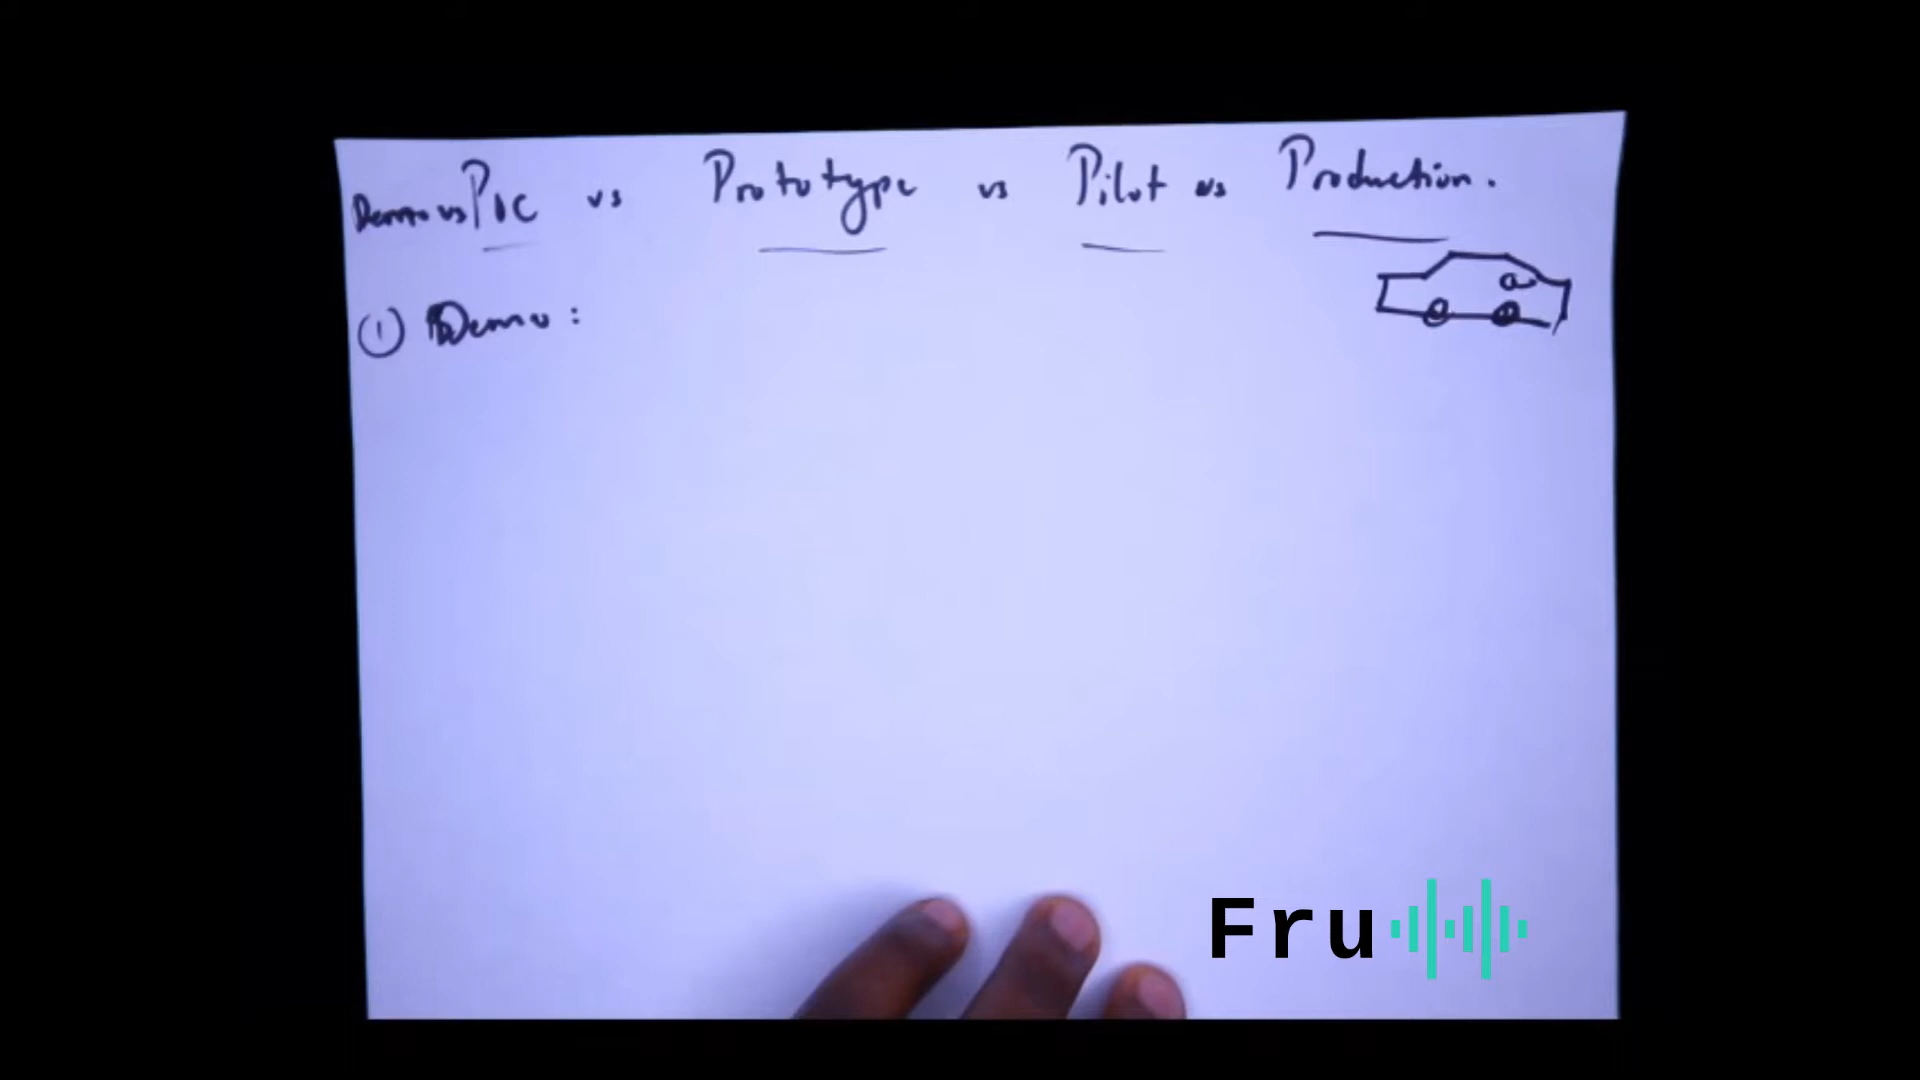 Demo vs POC vs Prototype vs Pilot vs Production.
① Demo :
Fru